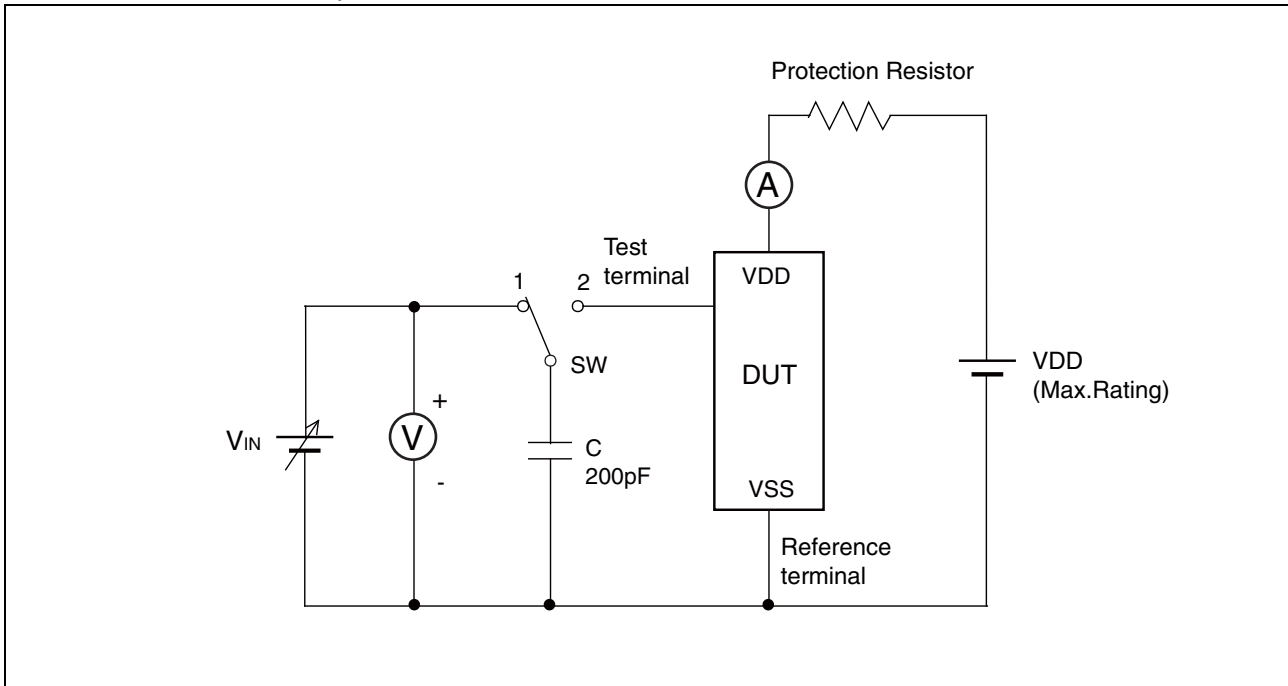 Protection Resistor
A
Test
terminal
VDD
1
2
SW
DUT
VDD
(Max.Rating)
VIN
+
V
-
C
200pF
VSS
Reference
terminal